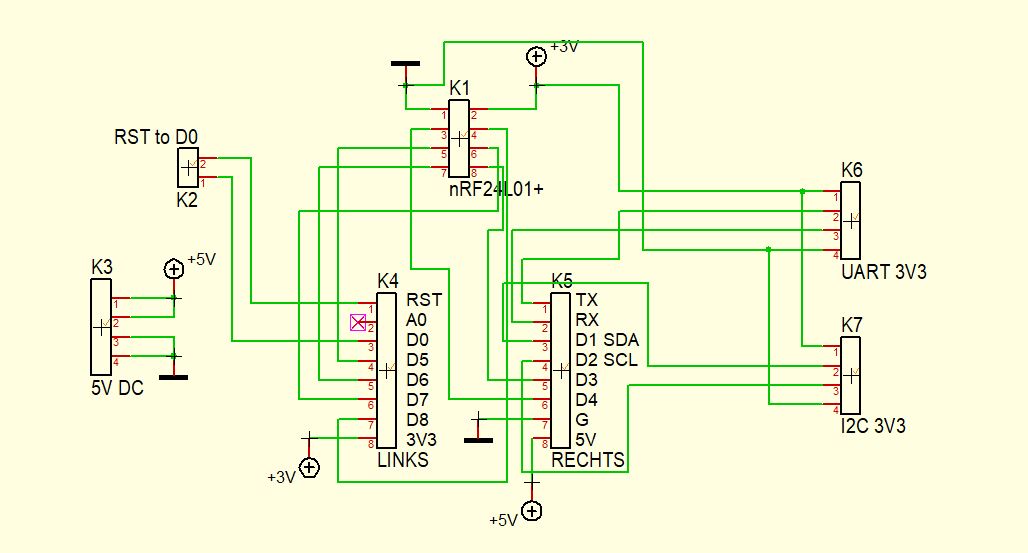 +3V
K1
1 2
3 4
5 6
7 8
nRF24L01+
RST to D0
2
1
K2
K3
+5V
1
2
3
4
5V DC
K4
RST
1
A0
2
D0
3
D5
4
D6
5
D7
6
D8
7
3V3
8
LINKS
+3V
K5
TX
1
RX
2
D1 SDA
3
D2 SCL
4
D3
5
D4
6
G
7
5V
8
RECHTS
+5V
K6
1
2
3
4
UART 3V3
K7
1
2
3
4
I2C 3V3